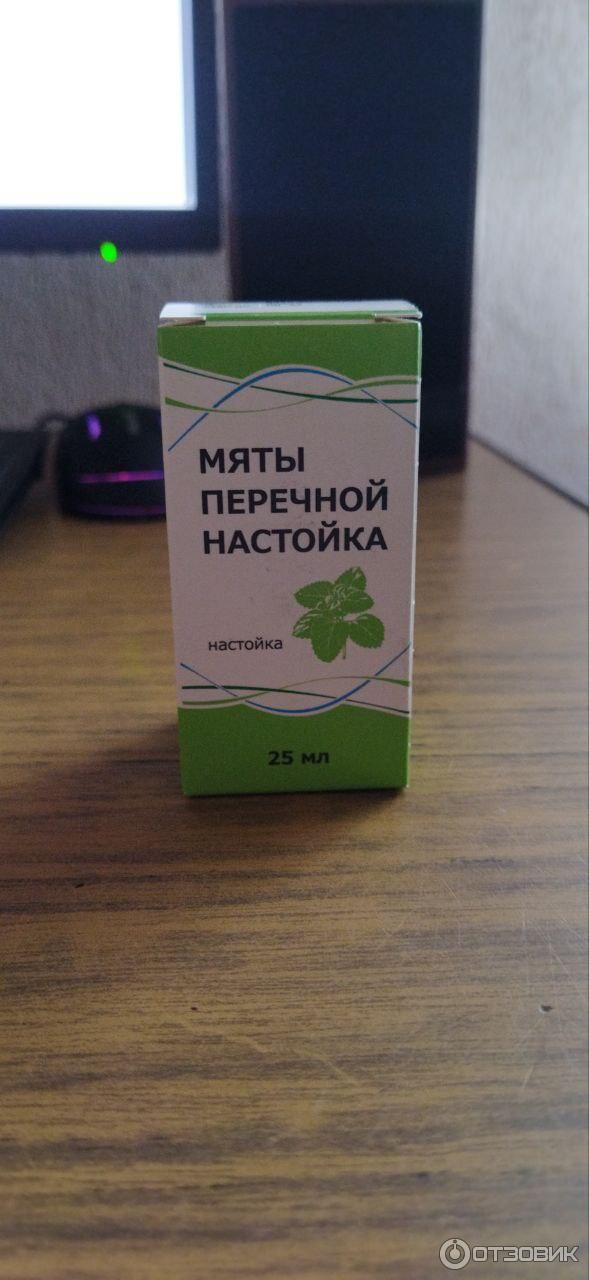 МЯТЫ
ПЕРЕЧНОЙ
НАСТОЙКА
настойка
25 мл
ОТЗОВИК